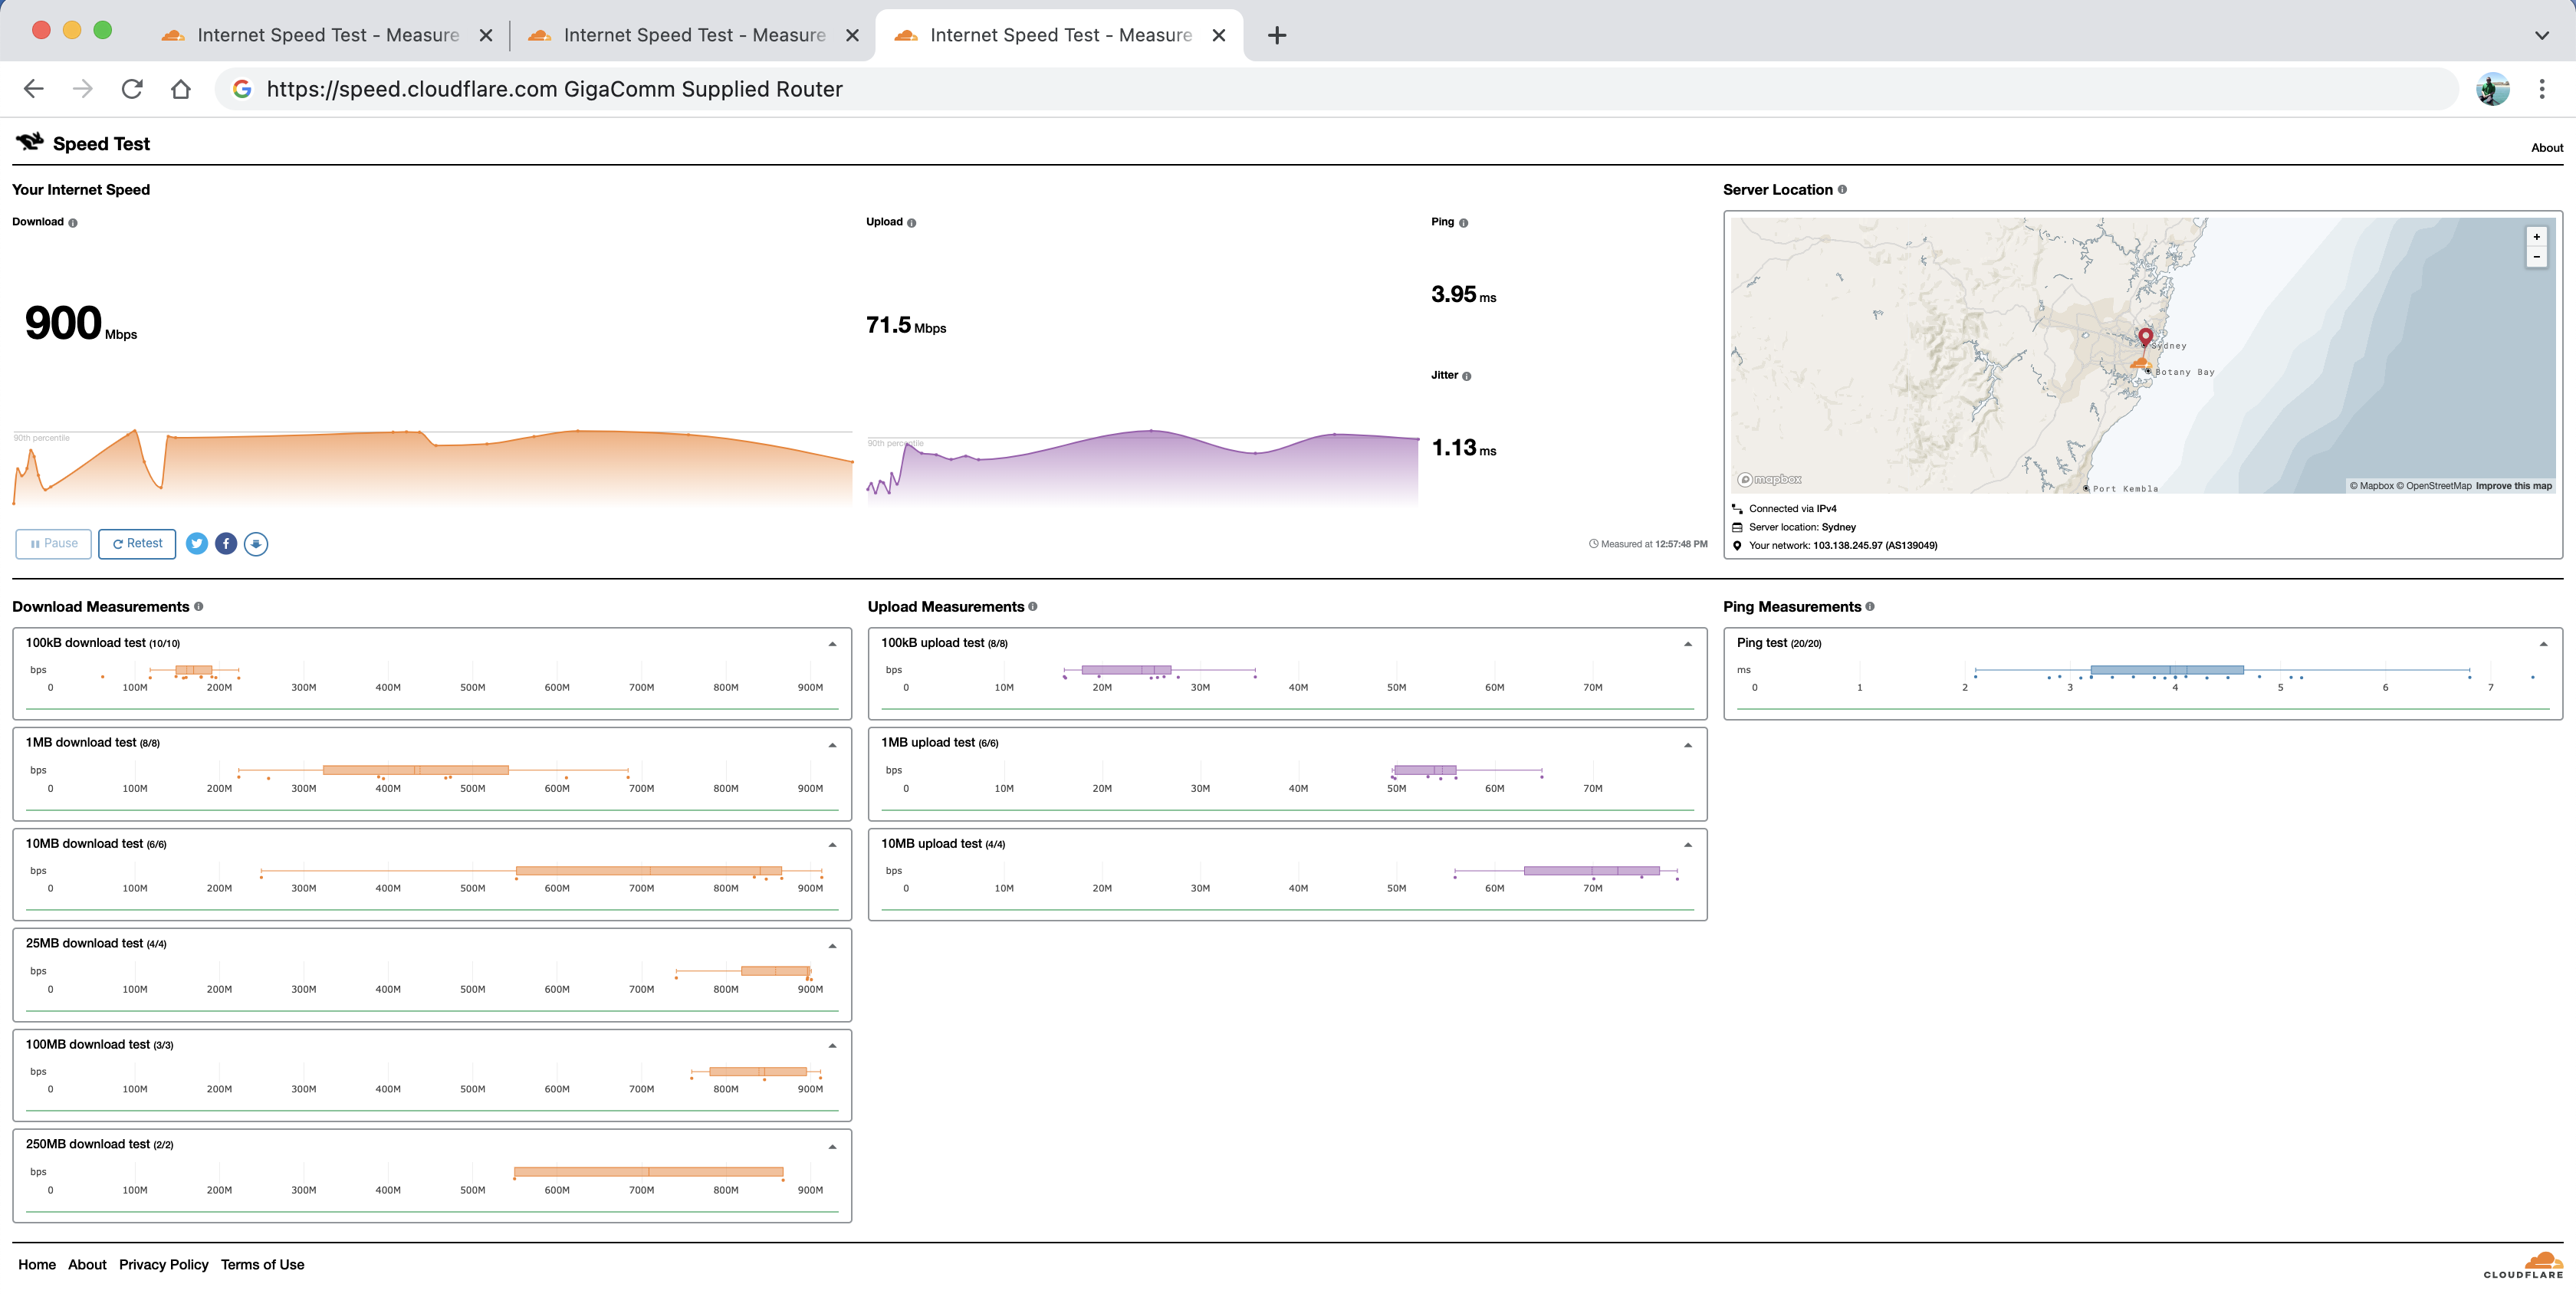 Internet Speed Test - Measure
Internet Speed Test - Measure
Internet Speed Test - Measure
https://speed.cloudflare.com GigaComm Supplied Router
Speed Test
About
Your Internet Speed
Download
900 Mbps
90th percentile
Upload
71.5 Mbps
90th percentile
Ping
3.95 ms
Jitter
1.13 ms
Pause
Retest
Measured at 12:57:48 PM
Server Location
+
−
Sydney
Botany Bay
Port Kembla
mapbox
© Mapbox © OpenStreetMap Improve this map
Connected via IPv4
Server location: Sydney
Your network: 103.138.245.97 (AS139049)
Download Measurements
100kB download test (10/10)
bps
0 100M 200M 300M 400M 500M 600M 700M 800M 900M
1MB download test (8/8)
bps
0 100M 200M 300M 400M 500M 600M 700M 800M 900M
10MB download test (6/6)
bps
0 100M 200M 300M 400M 500M 600M 700M 800M 900M
25MB download test (4/4)
bps
0 100M 200M 300M 400M 500M 600M 700M 800M 900M
100MB download test (3/3)
bps
0 100M 200M 300M 400M 500M 600M 700M 800M 900M
250MB download test (2/2)
bps
0 100M 200M 300M 400M 500M 600M 700M 800M 900M
Upload Measurements
100kB upload test (8/8)
bps
0 10M 20M 30M 40M 50M 60M 70M
1MB upload test (6/6)
bps
0 10M 20M 30M 40M 50M 60M 70M
10MB upload test (4/4)
bps
0 10M 20M 30M 40M 50M 60M 70M
Ping Measurements
Ping test (20/20)
ms
0 1 2 3 4 5 6 7
Home About Privacy Policy Terms of Use
CLOUDFLARE